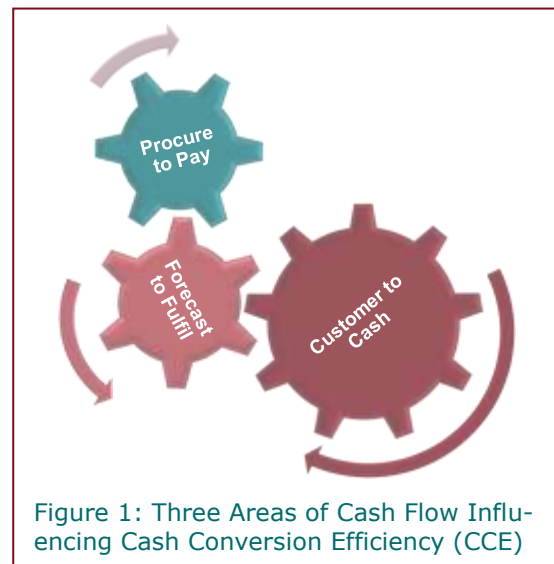 Procure
to Pay
Forecast
to Fulfil
Customer to
Cash
Figure 1: Three Areas of Cash Flow Influ-
encing Cash Conversion Efficiency (CCE)